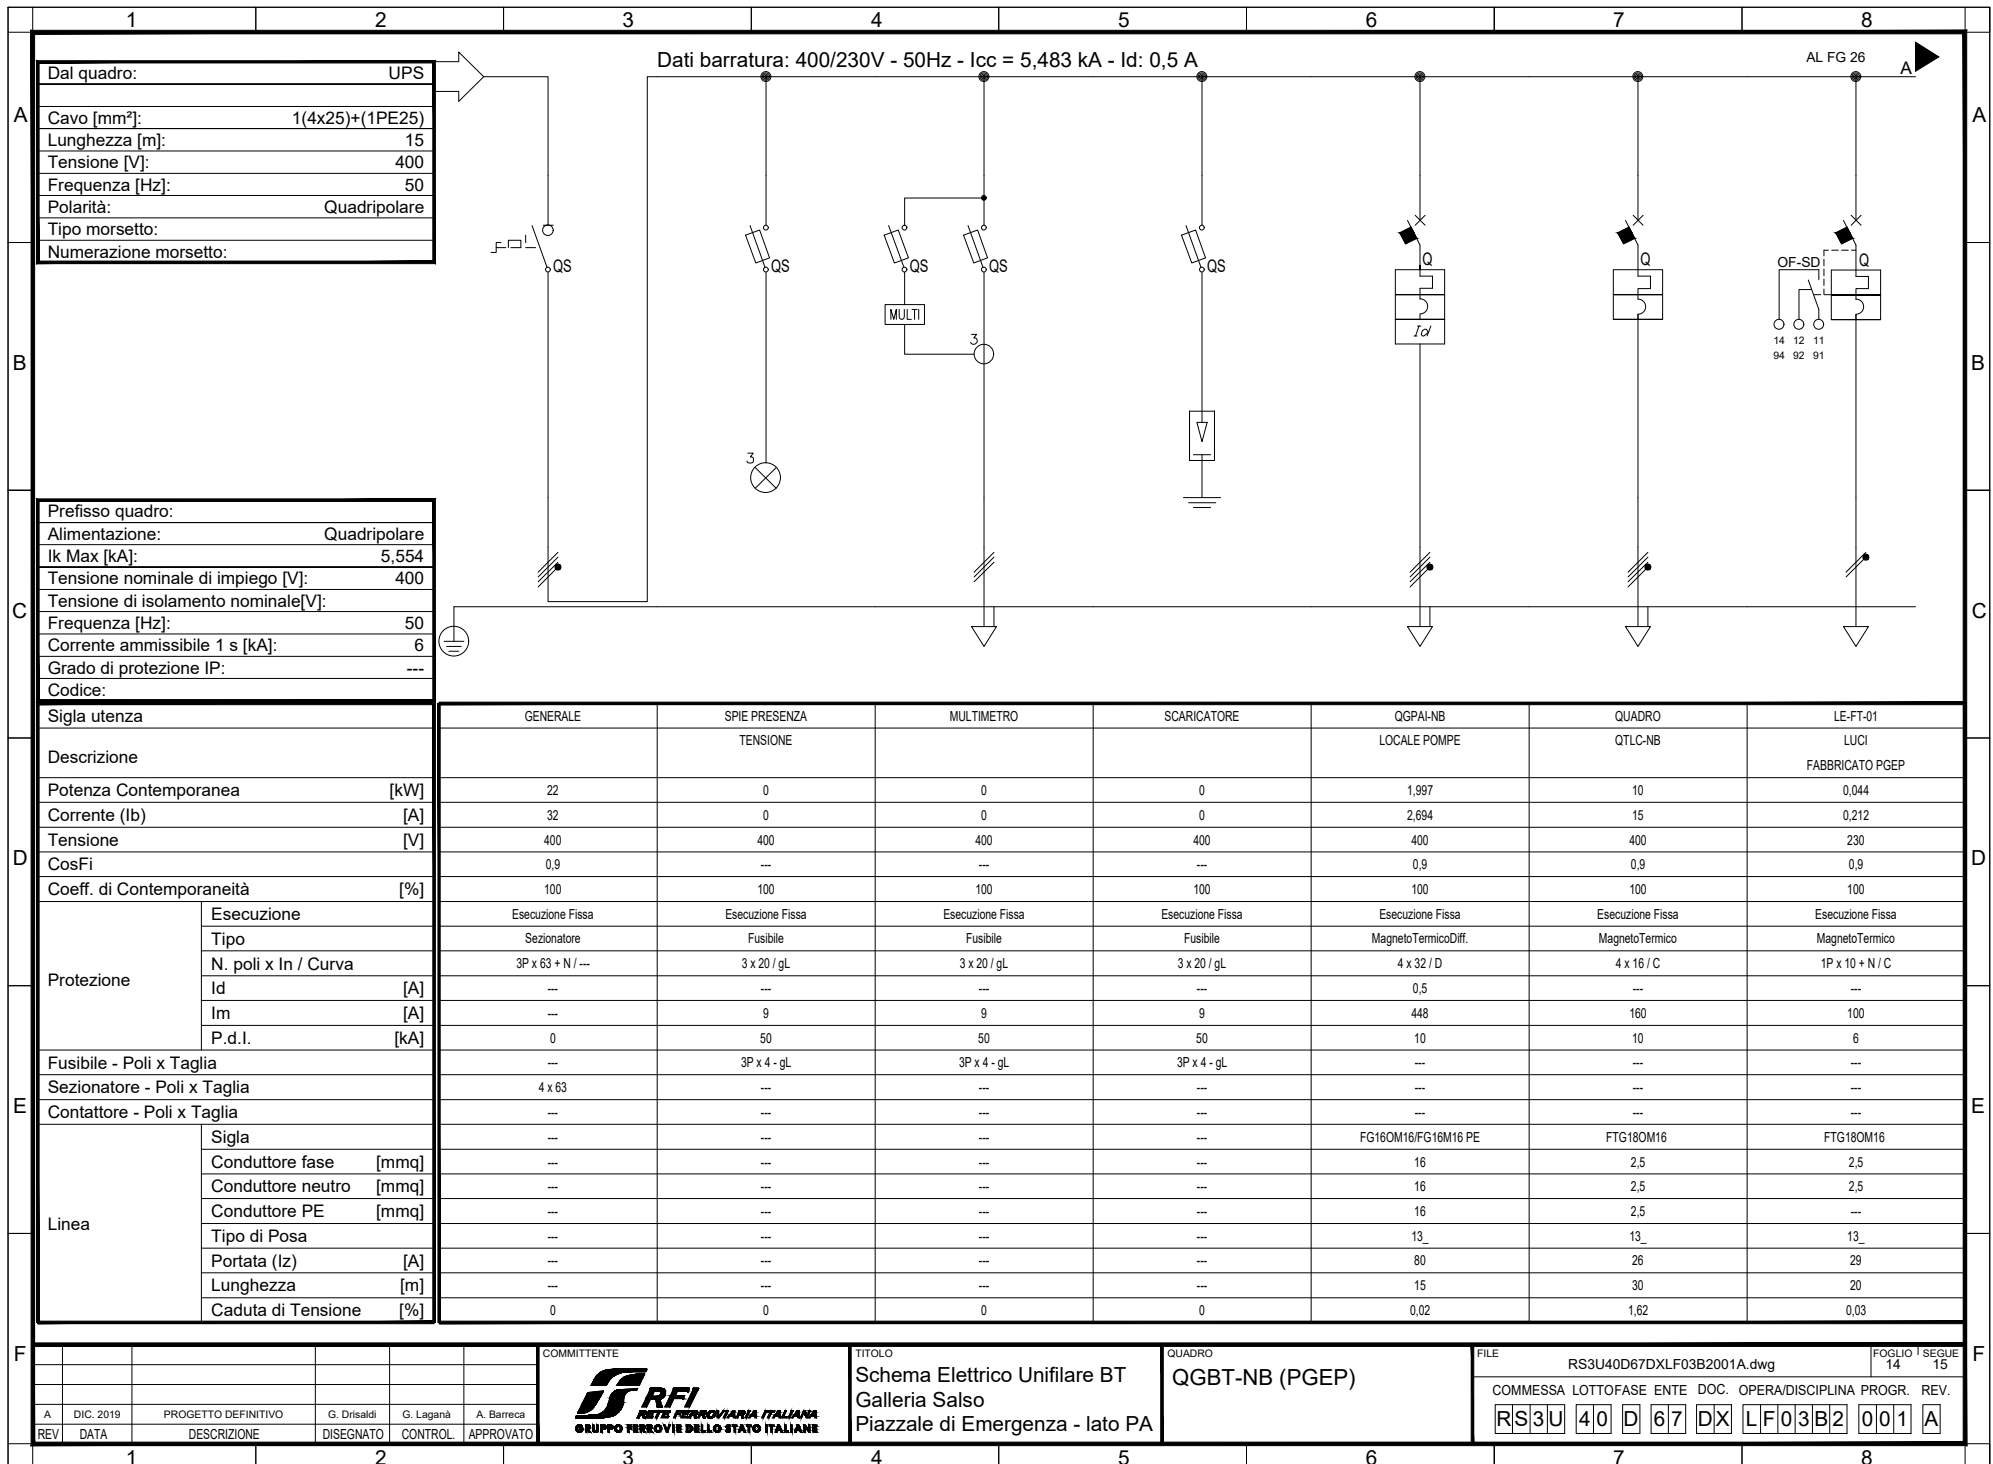 1 2 3 4 5 6 7 8
Dati barratura: 400/230V - 50Hz - Icc = 5,483 kA - Id: 0,5 A
AL FG 26 A
Dal quadro: UPS
Cavo [mm²]: 1(4x25)+(1PE25)
Lunghezza [m]: 15
Tensione [V]: 400
Frequenza [Hz]: 50
Polarità: Quadripolare
Tipo morsetto:
Numerazione morsetto:
A A
QS QS QS QS QS Q Q OF-SD Q
MULTI Id
14 12 11
94 92 91
3
B B
3
Prefisso quadro:
Alimentazione: Quadripolare
Ik Max [kA]: 5,554
Tensione nominale di impiego [V]: 400
Tensione di isolamento nominale[V]:
Frequenza [Hz]: 50
Corrente ammissibile 1 s [kA]: 6
Grado di protezione IP: ---
Codice:
C C
Sigla utenza GENERALE SPIE PRESENZA MULTIMETRO SCARICATORE QGPAI-NB QUADRO LE-FT-01
Descrizione TENSIONE LOCALE POMPE QTLC-NB LUCI
FABBRICATO PGEP
Potenza Contemporanea [kW] 22 0 0 0 1,997 10 0,044
Corrente (Ib) [A] 32 0 0 0 2,694 15 0,212
Tensione [V] 400 400 400 400 400 400 230
D D
CosFi 0,9 --- --- --- 0,9 0,9 0,9
Coeff. di Contemporaneità [%] 100 100 100 100 100 100 100
Protezione
Esecuzione Esecuzione Fissa Esecuzione Fissa Esecuzione Fissa Esecuzione Fissa Esecuzione Fissa Esecuzione Fissa Esecuzione Fissa
Tipo Sezionatore Fusibile Fusibile Fusibile MagnetoTermicoDiff. MagnetoTermico MagnetoTermico
N. poli x In / Curva 3P x 63 + N / --- 3 x 20 / gL 3 x 20 / gL 3 x 20 / gL 4 x 32 / D 4 x 16 / C 1P x 10 + N / C
Id [A] --- --- --- --- 0,5 --- ---
Im [A] --- 9 9 9 448 160 100
P.d.I. [kA] 0 50 50 50 10 10 6
Fusibile - Poli x Taglia --- 3P x 4 - gL 3P x 4 - gL 3P x 4 - gL --- --- ---
Sezionatore - Poli x Taglia 4 x 63 --- --- --- --- --- ---
E E
Contattore - Poli x Taglia --- --- --- --- --- --- ---
Linea
Sigla --- --- --- --- FG16OM16/FG16M16 PE FTG18OM16 FTG18OM16
Conduttore fase [mmq] --- --- --- --- 16 2,5 2,5
Conduttore neutro [mmq] --- --- --- --- 16 2,5 2,5
Conduttore PE [mmq] --- --- --- --- 16 2,5 ---
Tipo di Posa --- --- --- --- 13_ 13_ 13_
Portata (Iz) [A] --- --- --- --- 80 26 29
Lunghezza [m] --- --- --- --- 15 30 20
Caduta di Tensione [%] 0 0 0 0 0,02 1,62 0,03
F F
A DIC. 2019 PROGETTO DEFINITIVO G. Drisaldi G. Laganà A. Barreca
REV DATA DESCRIZIONE DISEGNATO CONTROL. APPROVATO
COMMITTENTE
RFI
RETE FERROVIARIA ITALIANA
GRUPPO FERROVIE DELLO STATO ITALIANE
TITOLO
Schema Elettrico Unifilare BT
Galleria Salso
Piazzale di Emergenza - lato PA
QUADRO
QGBT-NB (PGEP)
FILE
RS3U40D67DXLF03B2001A.dwg
FOGLIO SEGUE
14 15
COMMESSA LOTTO FASE ENTE DOC. OPERA/DISCIPLINA PROGR. REV.
RS3U 40 D 67 DX LF03B2 001 A
1 2 3 4 5 6 7 8